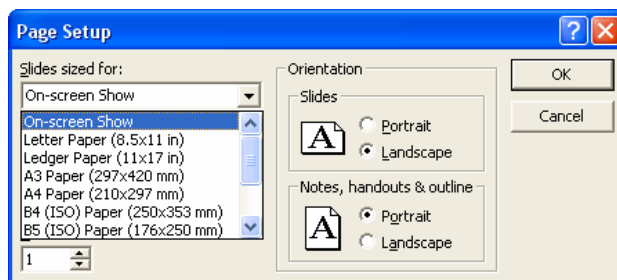 Page Setup
Slides sized for:
On-screen Show
On-screen Show
Letter Paper (8.5x11 in)
Ledger Paper (11x17 in)
A3 Paper (297x420 mm)
A4 Paper (210x297 mm)
B4 (ISO) Paper (250x353 mm)
B5 (ISO) Paper (176x250 mm)
1
Orientation
Slides
A
Portrait
Landscape
Notes, handouts & outline
A
Portrait
Landscape
OK
Cancel